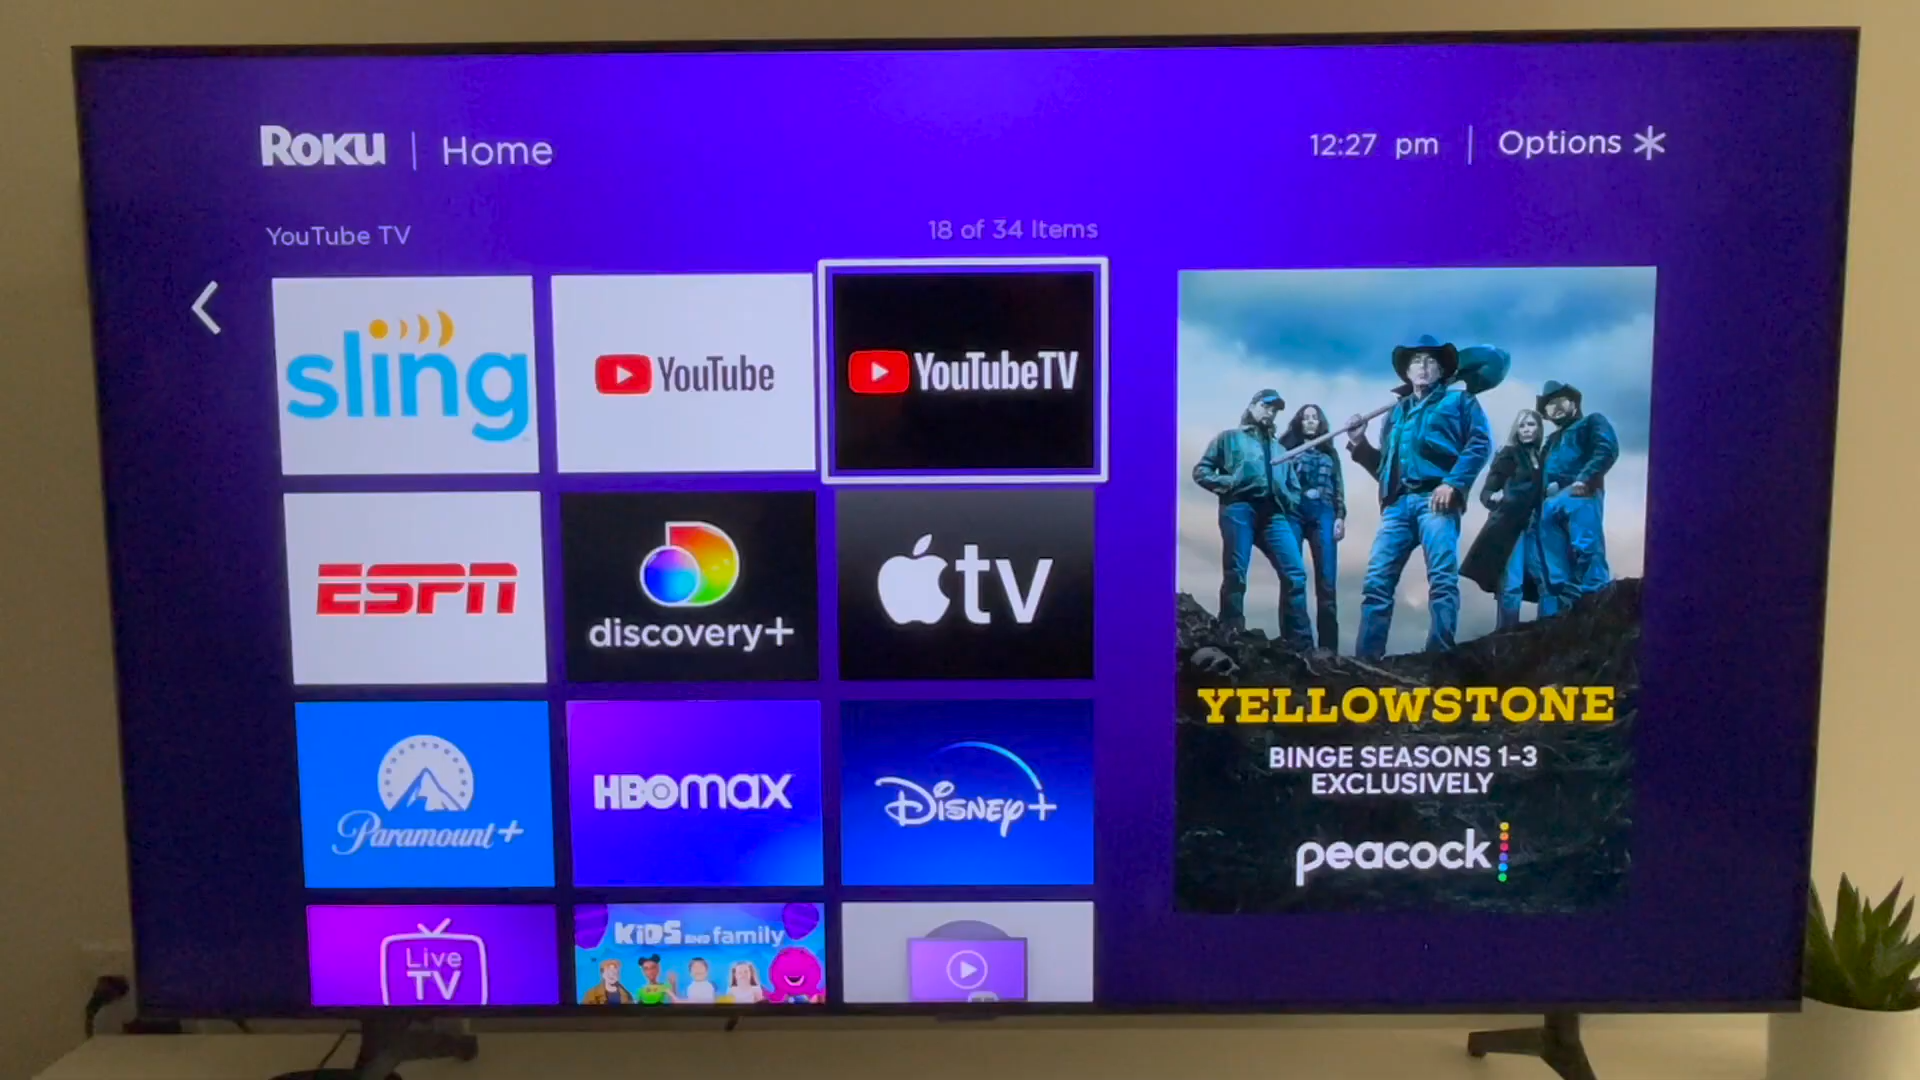 Roku | Home
12:27 pm | Options
YouTube TV
18 of 34 Items
sling
YouTube
YouTubeTV
ESPN
discovery+
tv
Paramount+
HBOMAX
Disney+
Live
TV
KiDS AND family
YELLOWSTONE
BINGE SEASONS 1-3
EXCLUSIVELY
peacock